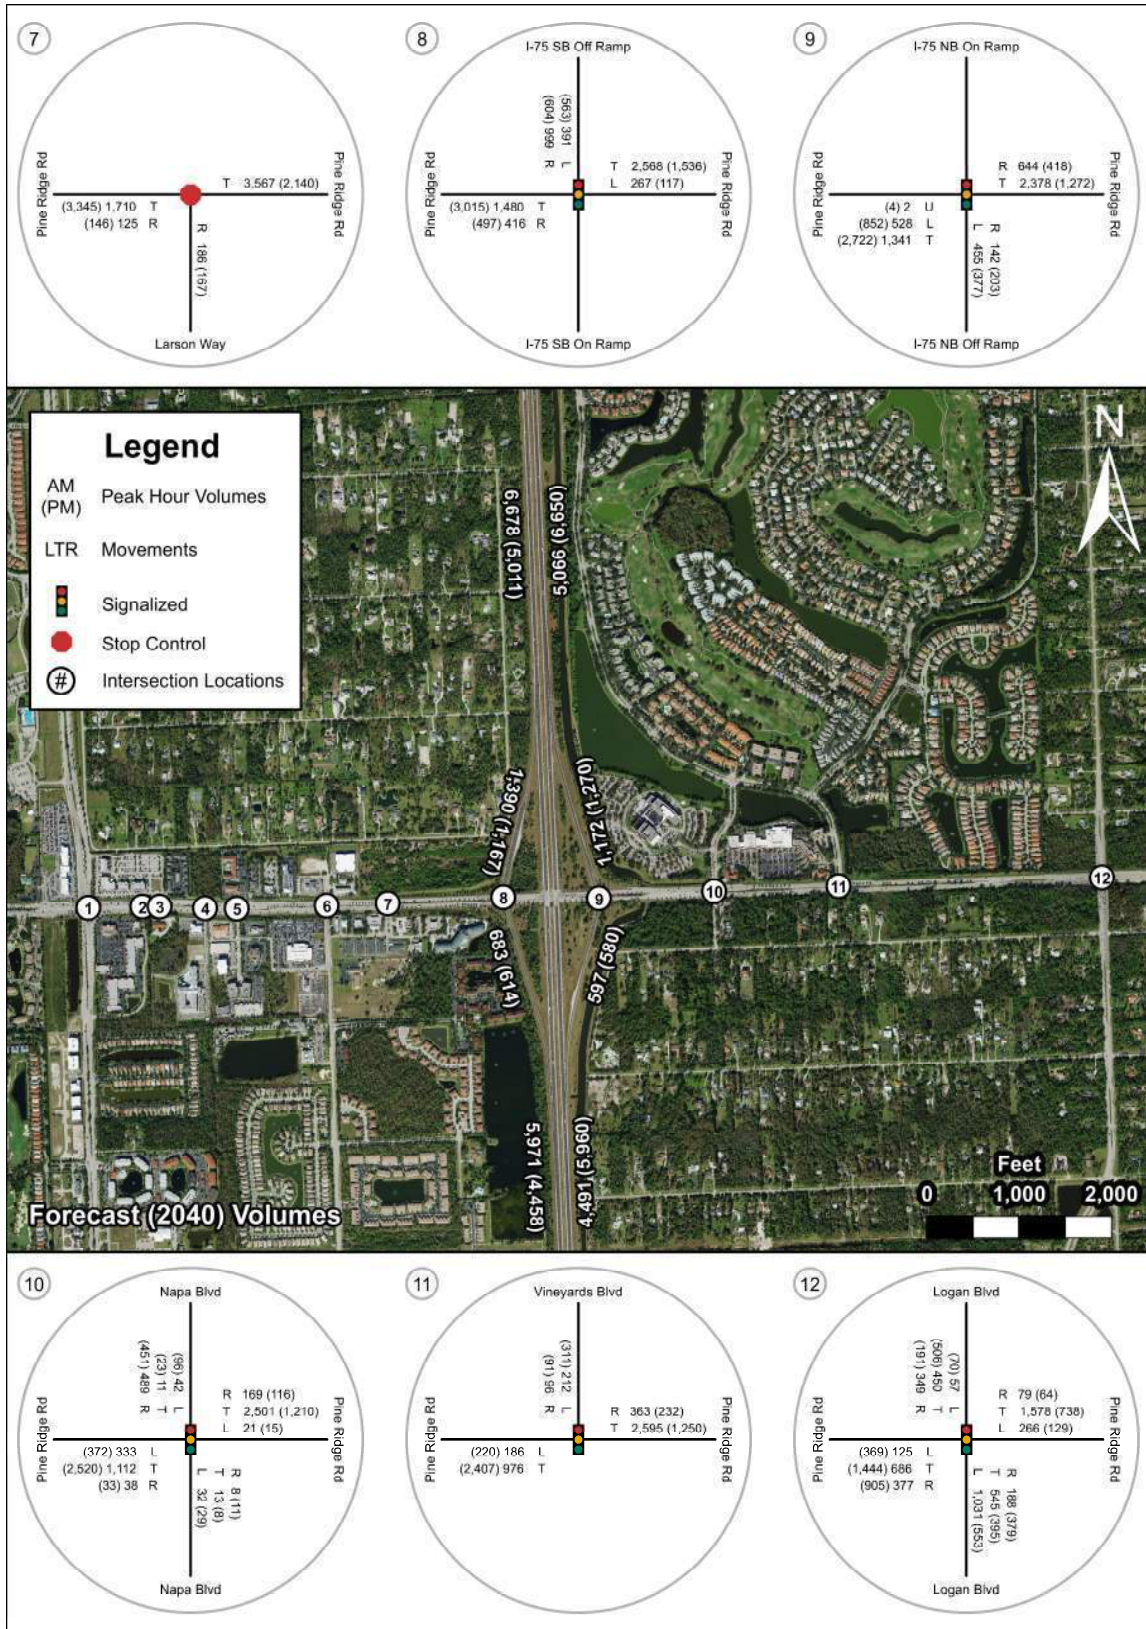 7
Pine Ridge Rd
Pine Ridge Rd
T 3,567 (2,140)
(3,345) 1,710 T
(146) 125 R
R 186 (167)
Larson Way
8
I-75 SB Off Ramp
(563) 391 L
(604) 999 R
Pine Ridge Rd
Pine Ridge Rd
T 2,568 (1,536)
L 267 (117)
(3,015) 1,480 T
(497) 416 R
I-75 SB On Ramp
9
I-75 NB On Ramp
Pine Ridge Rd
Pine Ridge Rd
R 644 (418)
T 2,378 (1,272)
(4) 2 U
(852) 528 L
(2,722) 1,341 T
R 142 (203)
L 455 (377)
I-75 NB Off Ramp
Legend
AM
(PM) Peak Hour Volumes
LTR Movements
Signalized
Stop Control
# Intersection Locations
N
6,678 (5,011)
5,066 (6,650)
1,390 (1,167)
1,172 (1,270)
1
2
3
4
5
6
7
8
9
10
11
12
683 (614)
597 (580)
5,971 (4,458)
4,491 (5,960)
Feet
0 1,000 2,000
Forecast (2040) Volumes
10
Napa Blvd
(96) 42 L
(23) 11 T
(451) 489 R
Pine Ridge Rd
Pine Ridge Rd
R 169 (116)
T 2,501 (1,210)
L 21 (15)
(372) 333 L
(2,520) 1,112 T
(33) 38 R
R 8 (11)
T 13 (8)
L 32 (29)
Napa Blvd
11
Vineyards Blvd
(311) 212 L
(91) 96 R
Pine Ridge Rd
Pine Ridge Rd
R 363 (232)
T 2,595 (1,250)
(220) 186 L
(2,407) 976 T
12
Logan Blvd
(70) 57 L
(506) 450 T
(191) 349 R
Pine Ridge Rd
Pine Ridge Rd
R 79 (64)
T 1,578 (738)
L 266 (129)
(369) 125 L
(1,444) 686 T
(905) 377 R
R 188 (379)
T 545 (395)
L 1,031 (553)
Logan Blvd